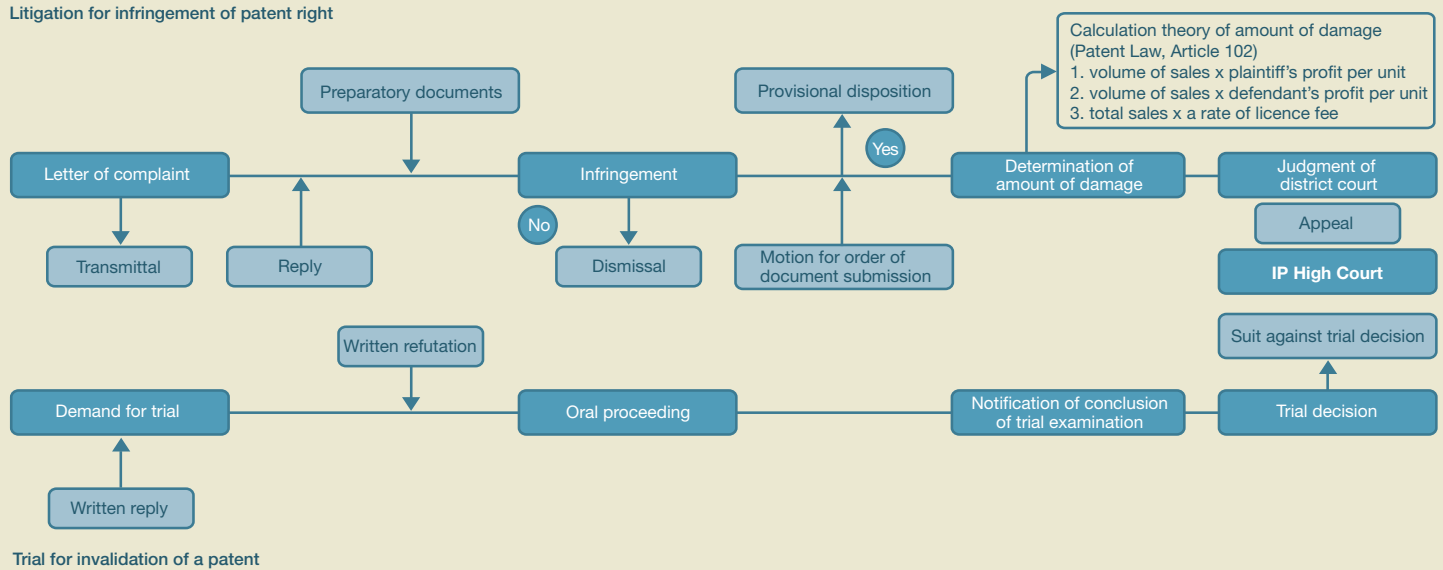 Litigation for infringement of patent right
Calculation theory of amount of damage
(Patent Law, Article 102)
1. volume of sales x plaintiff's profit per unit
2. volume of sales x defendant's profit per unit
3. total sales x a rate of licence fee
Preparatory documents
Provisional disposition
Yes
Letter of complaint
Infringement
Determination of
amount of damage
Judgment of
district court
No
Appeal
Transmittal
Reply
Dismissal
Motion for order of
document submission
IP High Court
Written refutation
Suit against trial decision
Demand for trial
Oral proceeding
Notification of conclusion
of trial examination
Trial decision
Written reply
Trial for invalidation of a patent